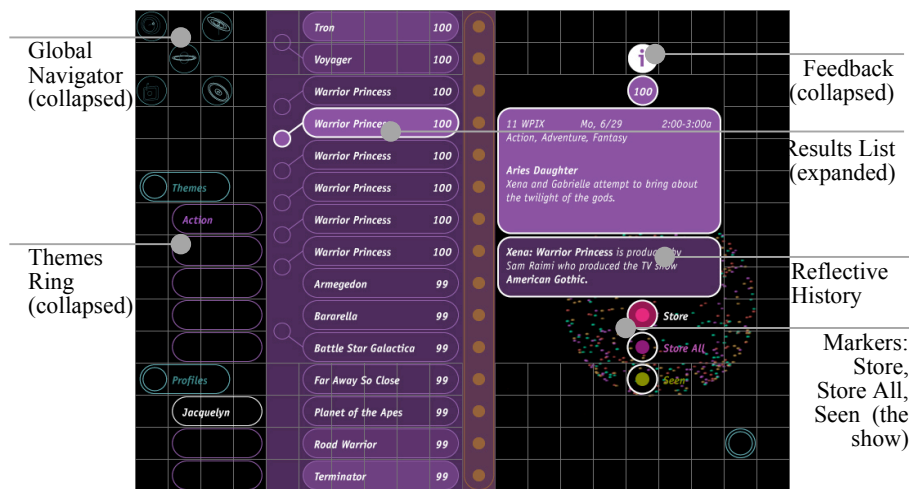 Global
Navigator
(collapsed)
Themes
Ring
(collapsed)
Themes
Action
Profiles
Jacquelyn
Tron 100
Voyager 100
Warrior Princess 100
Warrior Princess 100
Warrior Princess 100
Warrior Princess 100
Warrior Princess 100
Warrior Princess 100
Armegedon 99
Bararella 99
Battle Star Galactica 99
Far Away So Close 99
Planet of the Apes 99
Road Warrior 99
Terminator 99
i
100
11 WPIX Mo, 6/29 2:00-3:00a
Action, Adventure, Fantasy
Aries Daughter
Xena and Gabrielle attempt to bring about
the twilight of the gods.
Xena: Warrior Princess is produced by
Sam Raimi who produced the TV show
American Gothic.
Store
Store All
Seen
Feedback
(collapsed)
Results List
(expanded)
Reflective
History
Markers:
Store,
Store All,
Seen (the
show)